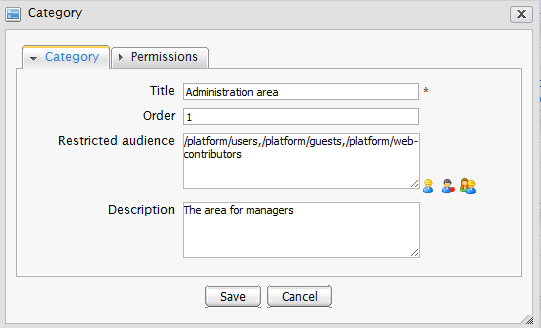 Category
Category Permissions
Title Administration area *
Order 1
Restricted audience /platform/users,/platform/guests,/platform/web-
contributors
Description The area for managers
Save Cancel